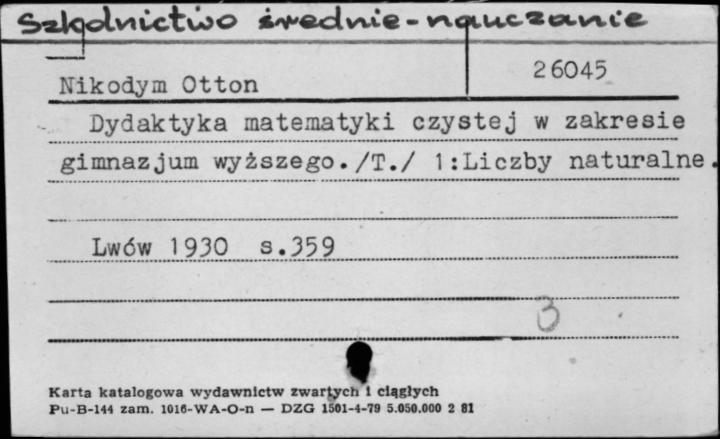 Szkolnictwo średnie-nauczanie
Nikodym Otton
26045
Dydaktyka matematyki czystej w zakresie
gimnazjum wyższego./T./ 1:Liczby naturalne.
Lwów 1930 s.359
3
Karta katalogowa wydawnictw zwartych i ciągłych
Pu-B-144 zam. 1016-WA-O-n — DZG 1501-4-79 5.050.000 2 81